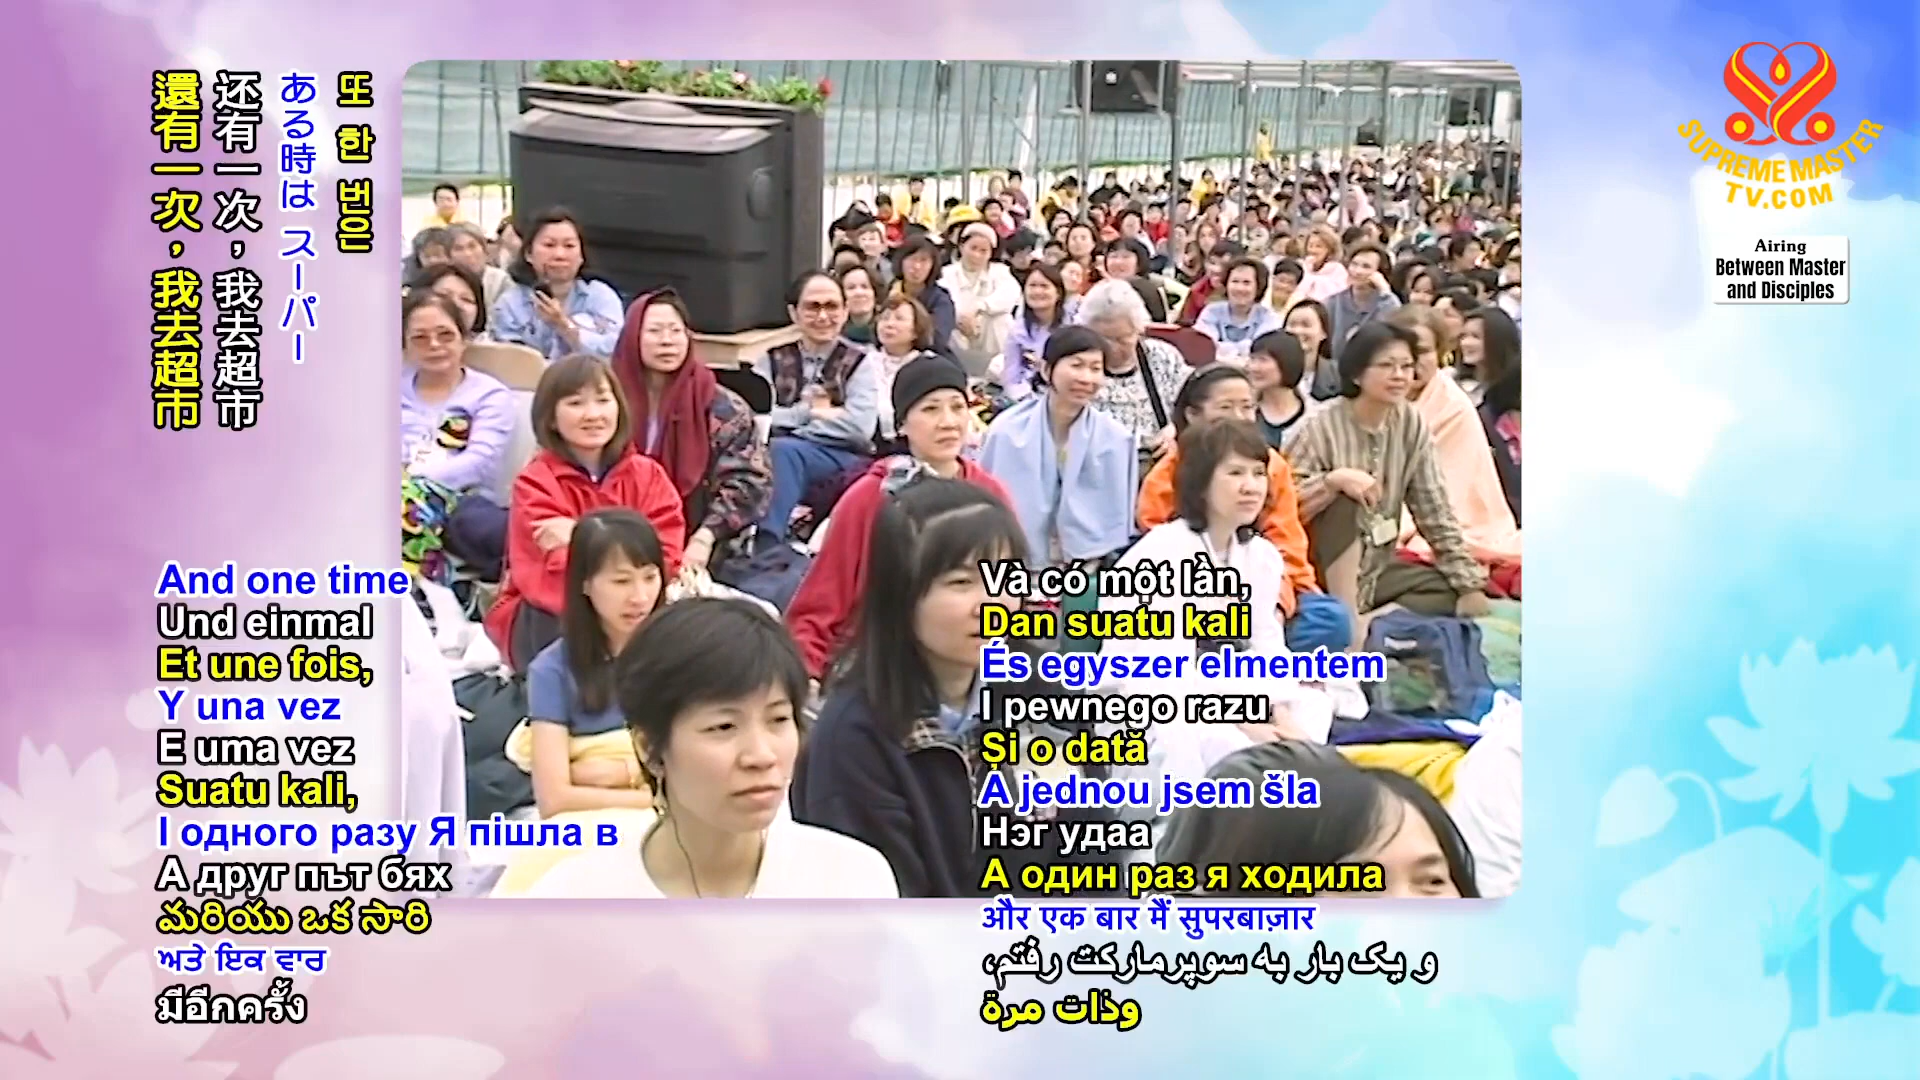 還有一次，我去超市
还有一次，我去超市
ある時は スーパー
또 한 번은
SUPREME MASTER
TV.COM
Airing
Between Master
and Disciples
And one time
Und einmal
Et une fois,
Y una vez
E uma vez
Suatu kali,
І одного разу Я пішла в
А друг път бях
మరియు ఒక సారి
ਅਤੇ ਇਕ ਵਾਰ
มีอีกครั้ง
Và có một lần,
Dan suatu kali
És egyszer elmentem
I pewnego razu
Și o dată
A jednou jsem šla
Нэг удаа
А один раз я ходила
और एक बार मैं सुपरबाज़ार
و یک بار به سوپرمارکت رفتم،
وذات مرة